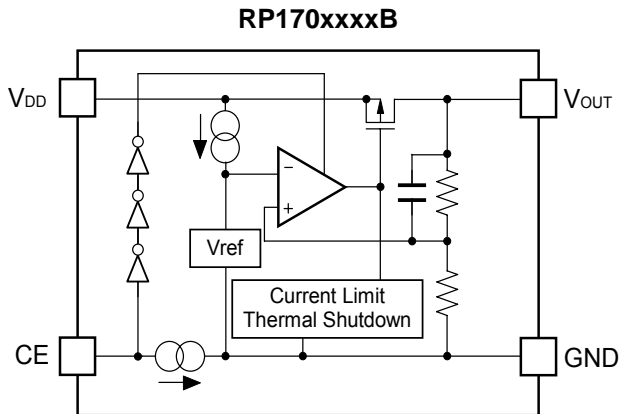 RP170xxxxB
VDD
VOUT
−
+
Vref
Current Limit
Thermal Shutdown
CE
GND